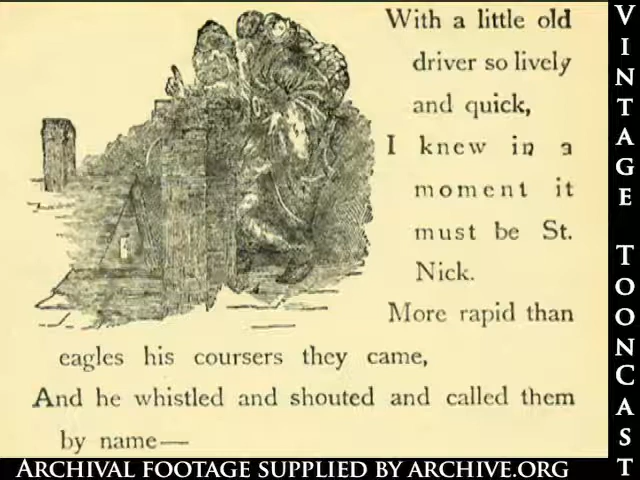 With a little old
driver so lively
and quick,
I knew in a
moment it
must be St.
Nick.
More rapid than
eagles his coursers they came,
And he whistled and shouted and called them
by name—
VINTAGE TOONCAST
ARCHIVAL FOOTAGE SUPPLIED BY ARCHIVE.ORG